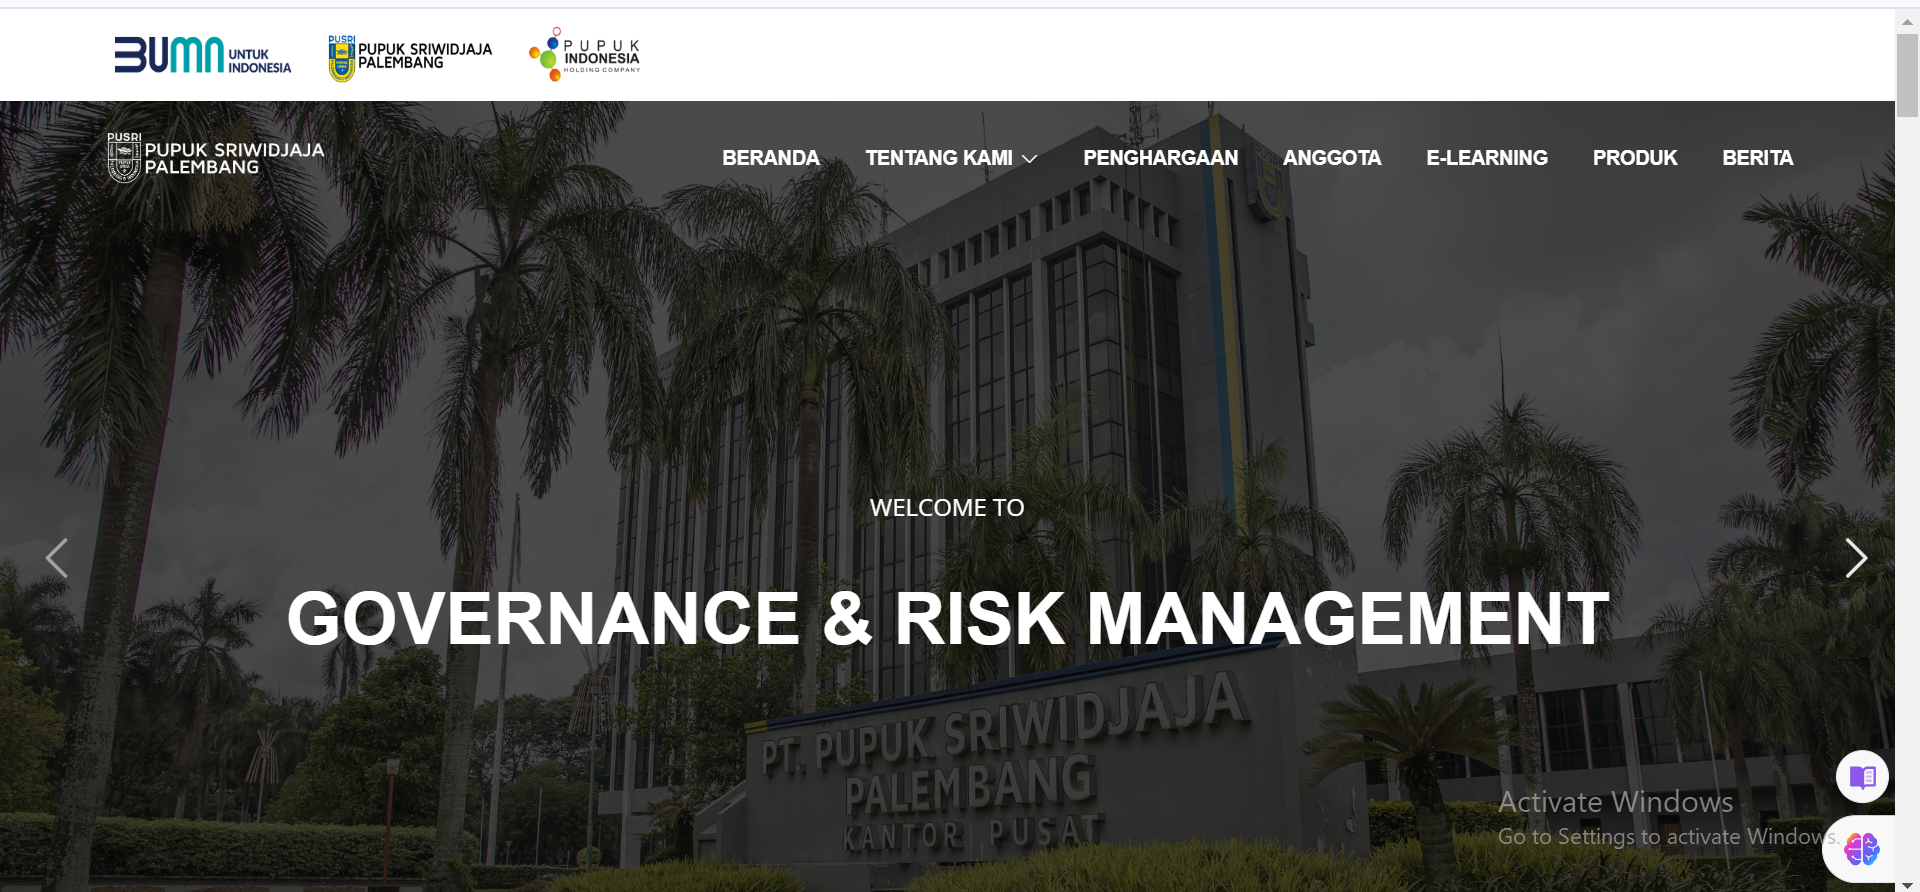 BUMN UNTUK
INDONESIA
PUSRI
PUPUK SRIWIDJAJA
PALEMBANG
PUPUK
INDONESIA
HOLDING COMPANY
PUSRI
PUPUK SRIWIDJAJA
PALEMBANG
BERANDA
TENTANG KAMI
PENGHARGAAN
ANGGOTA
E-LEARNING
PRODUK
BERITA
WELCOME TO
GOVERNANCE & RISK MANAGEMENT
PT. PUPUK SRIWIDJAJA
PALEMBANG
KANTOR PUSAT
Activate Windows
Go to Settings to activate Windows.